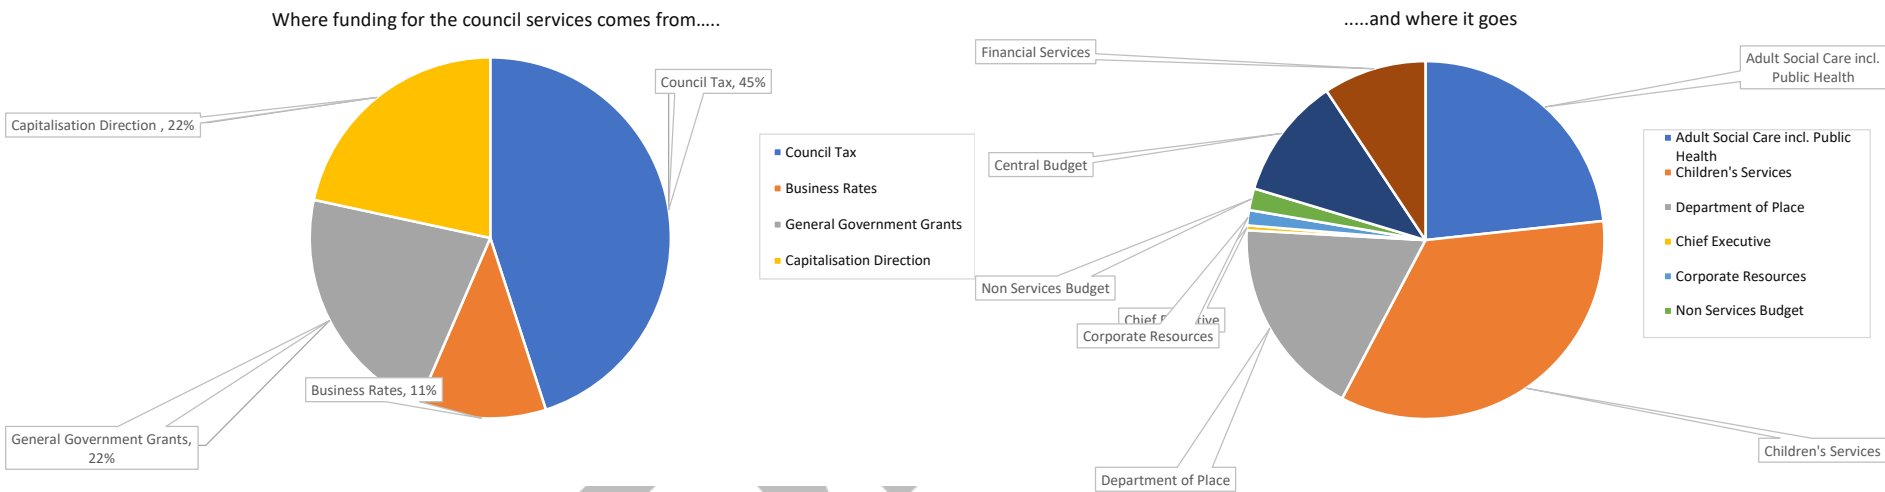 Where funding for the council services comes from.....
Council Tax, 45%
Capitalisation Direction , 22%
Business Rates, 11%
General Government Grants,
22%
Council Tax
Business Rates
General Government Grants
Capitalisation Direction
.....and where it goes
Financial Services
Adult Social Care incl.
Public Health
Central Budget
Non Services Budget
Chief
Corporate Resources
Department of Place
Children's Services
Adult Social Care incl. Public
Health
Children's Services
Department of Place
Chief Executive
Corporate Resources
Non Services Budget